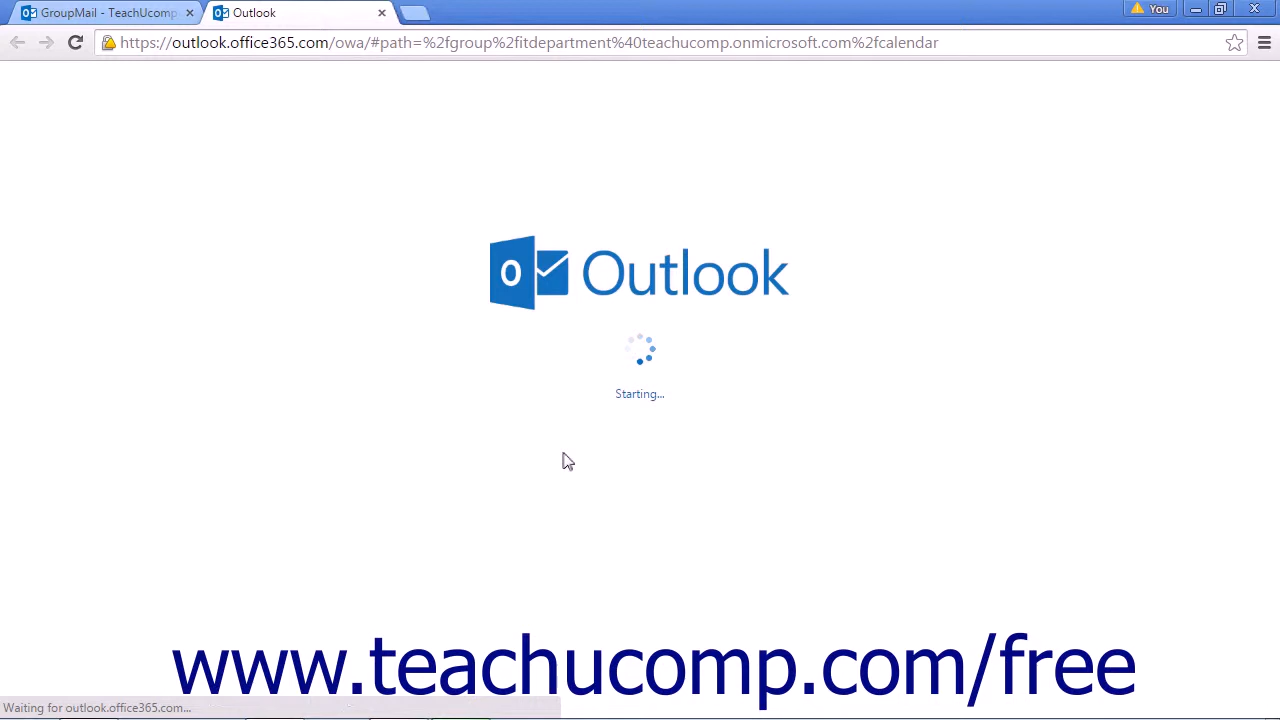 GroupMail - TeachUcomp
Outlook
You
https://outlook.office365.com/owa/#path=%2fgroup%2fitdepartment%40teachucomp.onmicrosoft.com%2fcalendar
Outlook
Starting...
www.teachucomp.com/free
Waiting for outlook.office365.com...